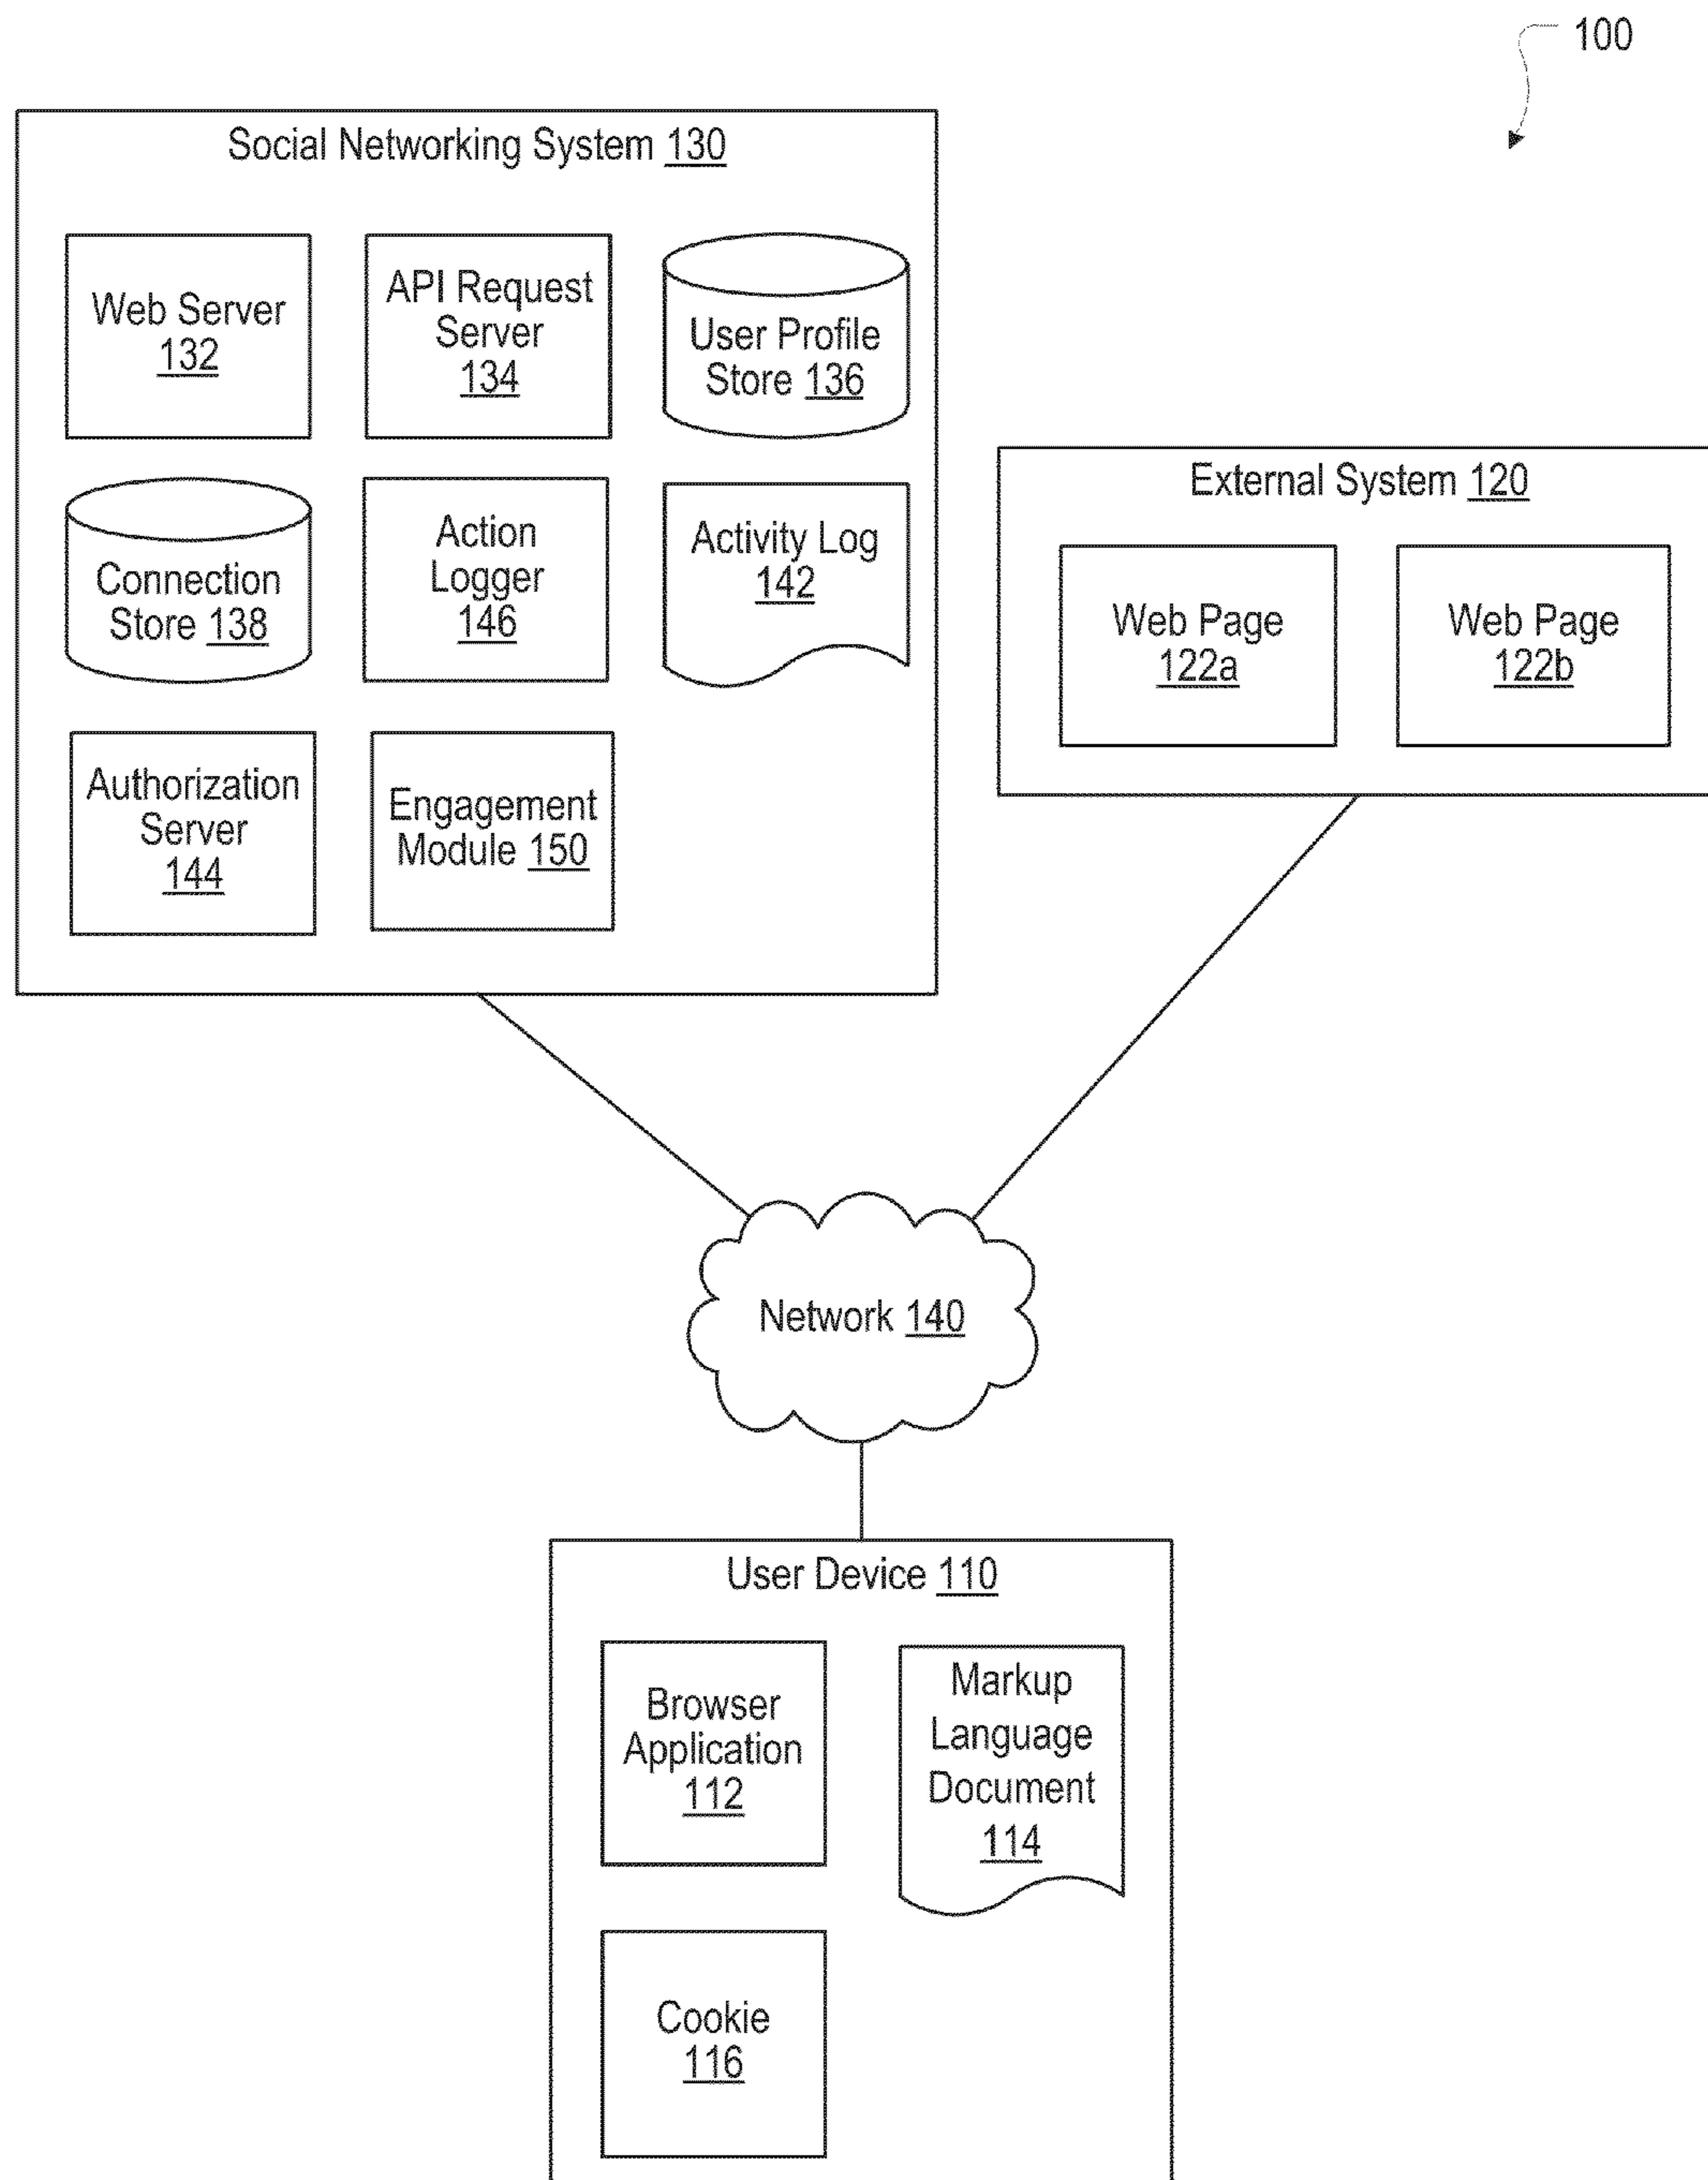 100
Social Networking System 130
Web Server
132
API Request
Server
134
User Profile
Store 136
Connection
Store 138
Action
Logger
146
Activity Log
142
Authorization
Server
144
Engagement
Module 150
External System 120
Web Page
122a
Web Page
122b
Network 140
User Device 110
Browser
Application
112
Markup
Language
Document
114
Cookie
116